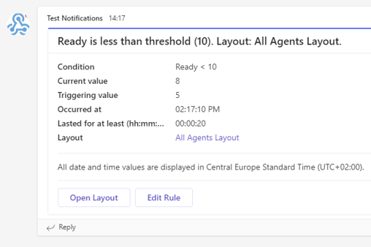 Test Notifications 14:17
Ready is less than threshold (10). Layout: All Agents Layout.
Condition Ready < 10
Current value 8
Triggering value 5
Occurred at 02:17:10 PM
Lasted for at least (hh:mm:... 00:00:20
Layout All Agents Layout
All date and time values are displayed in Central Europe Standard Time (UTC+02:00).
Open Layout Edit Rule
Reply